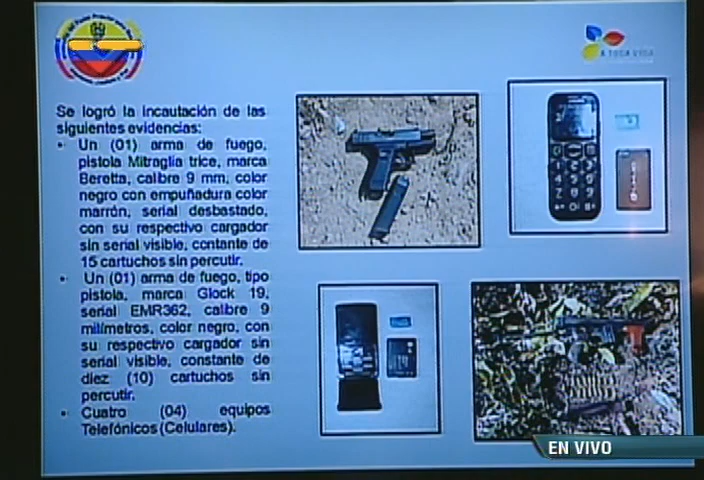 Se logró la incautación de las
siguientes evidencias:
• Un (01) arma de fuego,
pistola Mitraglia trice, marca
Beretta, calibre 9 mm, color
negro con empuñadura color
marrón, serial desbastado,
con su respectivo cargador
sin serial visible, contante de
15 cartuchos sin percutir.
• Un (01) arma de fuego, tipo
pistola, marca Glock 19,
serial EMR362, calibre 9
milímetros, color negro, con
su respectivo cargador sin
serial visible, constante de
diez (10) cartuchos sin
percutir.
• Cuatro (04) equipos
Telefónicos (Celulares).
A TODA VIDA
EN VIVO